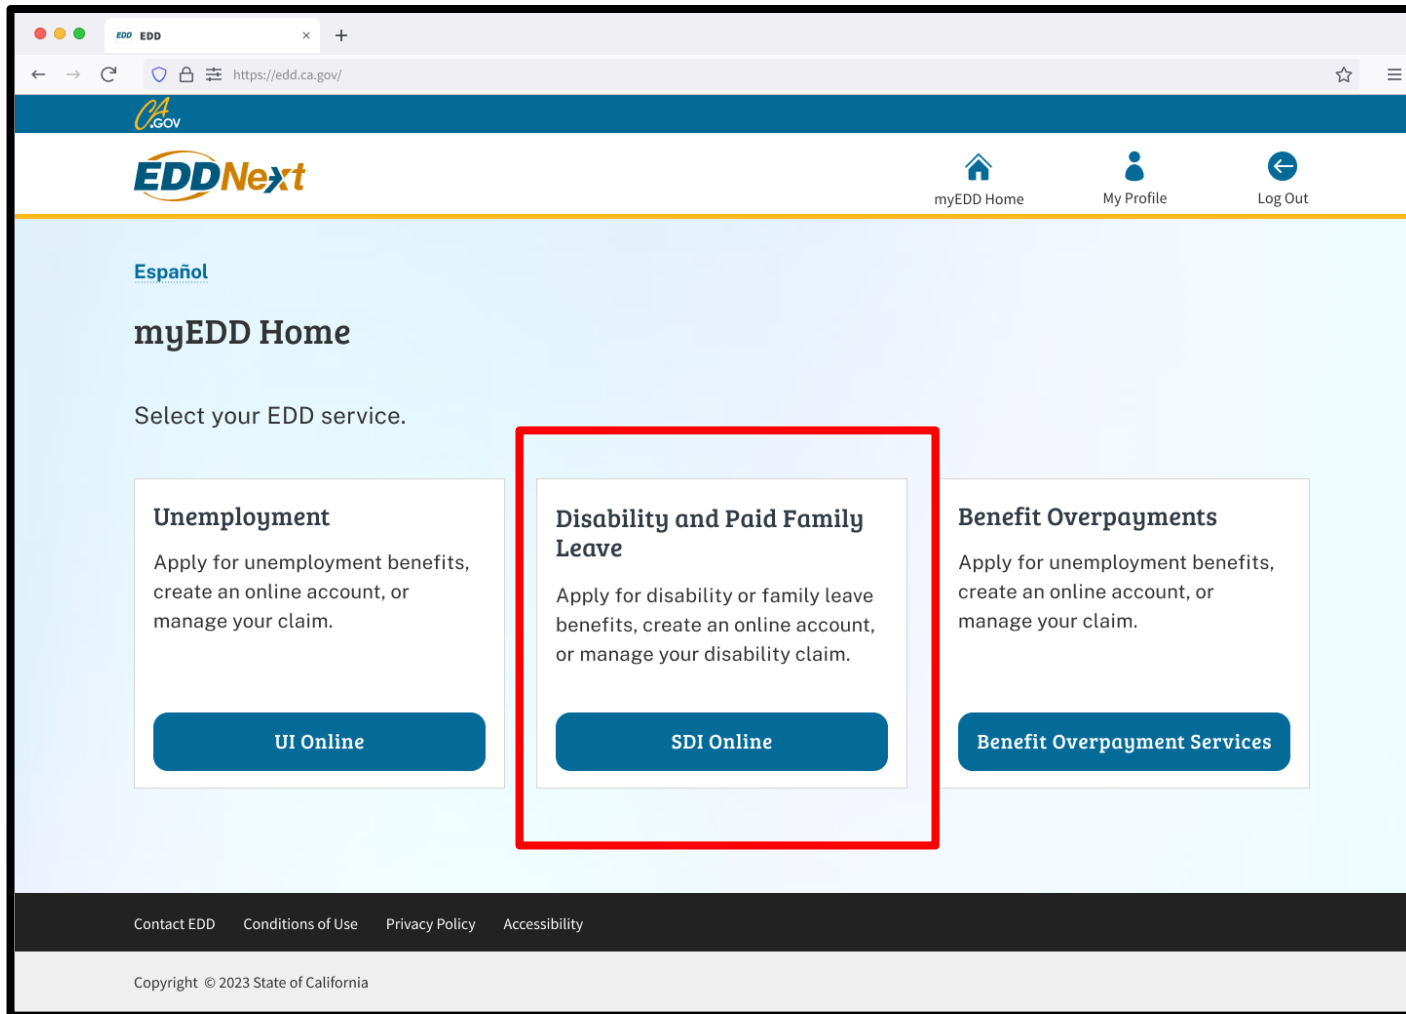 EDD EDD
https://edd.ca.gov/
CA
.GOV
EDDNext
myEDD Home
My Profile
Log Out
Español
myEDD Home
Select your EDD service.
Unemployment
Apply for unemployment benefits,
create an online account, or
manage your claim.
UI Online
Disability and Paid Family
Leave
Apply for disability or family leave
benefits, create an online account,
or manage your disability claim.
SDI Online
Benefit Overpayments
Apply for unemployment benefits,
create an online account, or
manage your claim.
Benefit Overpayment Services
Contact EDD Conditions of Use Privacy Policy Accessibility
Copyright © 2023 State of California